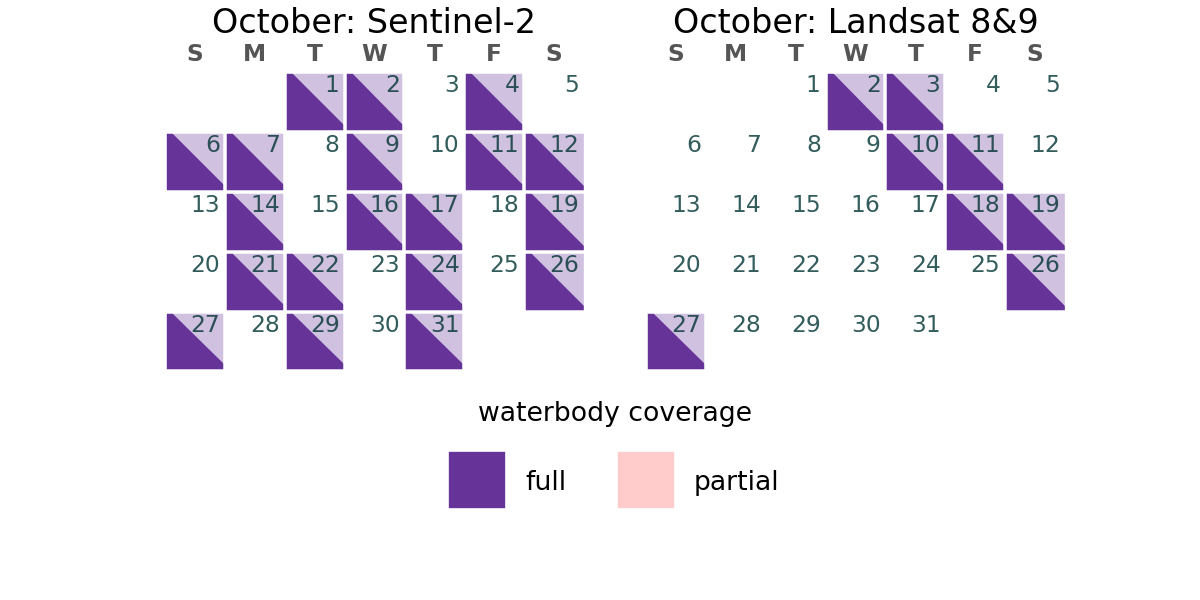 October: Sentinel-2
S M T W T F S
1 2 3 4 5
6 7 8 9 10 11 12
13 14 15 16 17 18 19
20 21 22 23 24 25 26
27 28 29 30 31
October: Landsat 8&9
S M T W T F S
1 2 3 4 5
6 7 8 9 10 11 12
13 14 15 16 17 18 19
20 21 22 23 24 25 26
27 28 29 30 31
waterbody coverage
full
partial